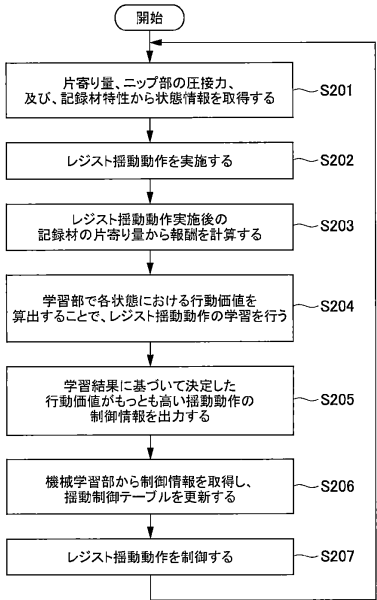 開始
片寄り量、ニップ部の圧接力、
及び、記録材特性から状態情報を取得する
S201
レジスト揺動動作を実施する
S202
レジスト揺動動作実施後の
記録材の片寄り量から報酬を計算する
S203
学習部で各状態における行動価値を
算出することで、レジスト揺動動作の学習を行う
S204
学習結果に基づいて決定した
行動価値がもっとも高い揺動動作の
制御情報を出力する
S205
機械学習部から制御情報を取得し、
揺動制御テーブルを更新する
S206
レジスト揺動動作を制御する
S207